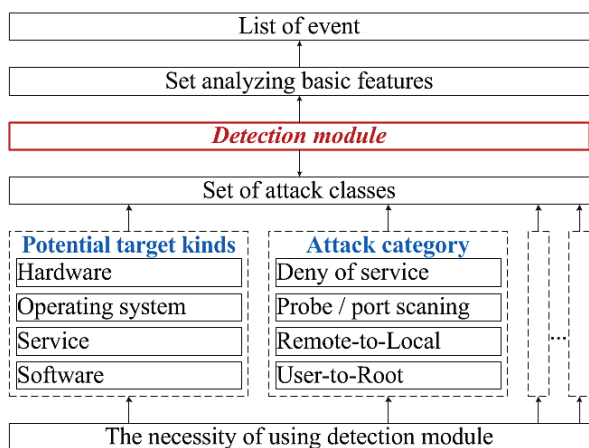 List of event
Set analyzing basic features
Detection module
Set of attack classes
Potential target kinds
Hardware
Operating system
Service
Software
Attack category
Deny of service
Probe / port scaning
Remote-to-Local
User-to-Root
...
The necessity of using detection module